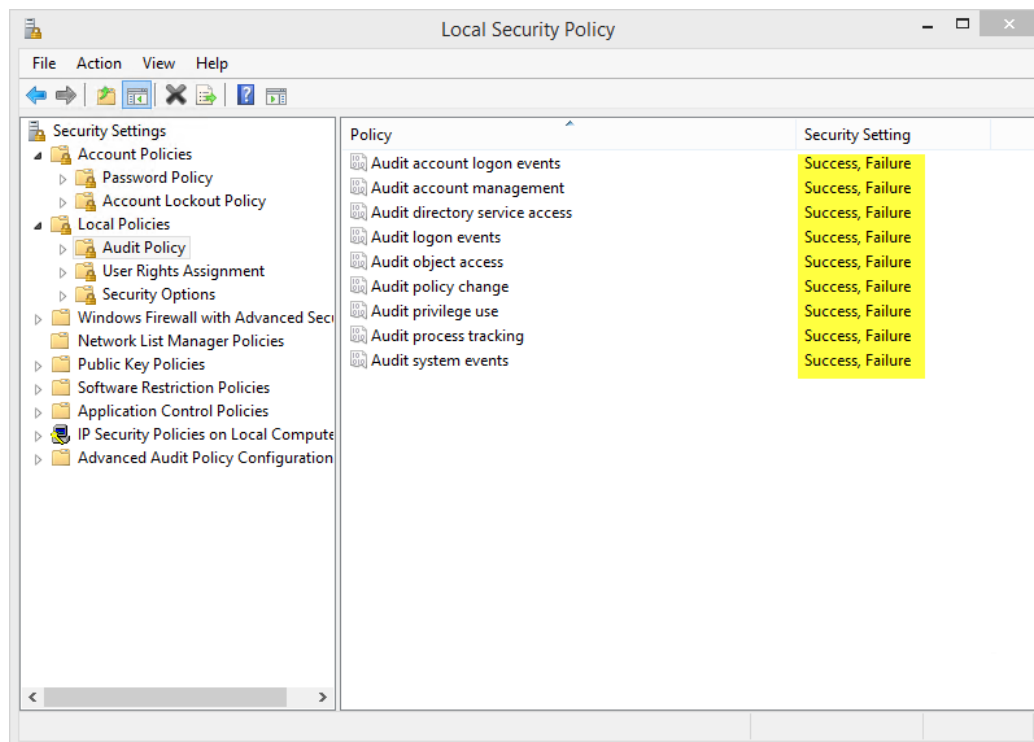 Local Security Policy
File Action View Help
Security Settings
Account Policies
Password Policy
Account Lockout Policy
Local Policies
Audit Policy
User Rights Assignment
Security Options
Windows Firewall with Advanced Secu
Network List Manager Policies
Public Key Policies
Software Restriction Policies
Application Control Policies
IP Security Policies on Local Compute
Advanced Audit Policy Configuration
Policy Security Setting
Audit account logon events Success, Failure
Audit account management Success, Failure
Audit directory service access Success, Failure
Audit logon events Success, Failure
Audit object access Success, Failure
Audit policy change Success, Failure
Audit privilege use Success, Failure
Audit process tracking Success, Failure
Audit system events Success, Failure